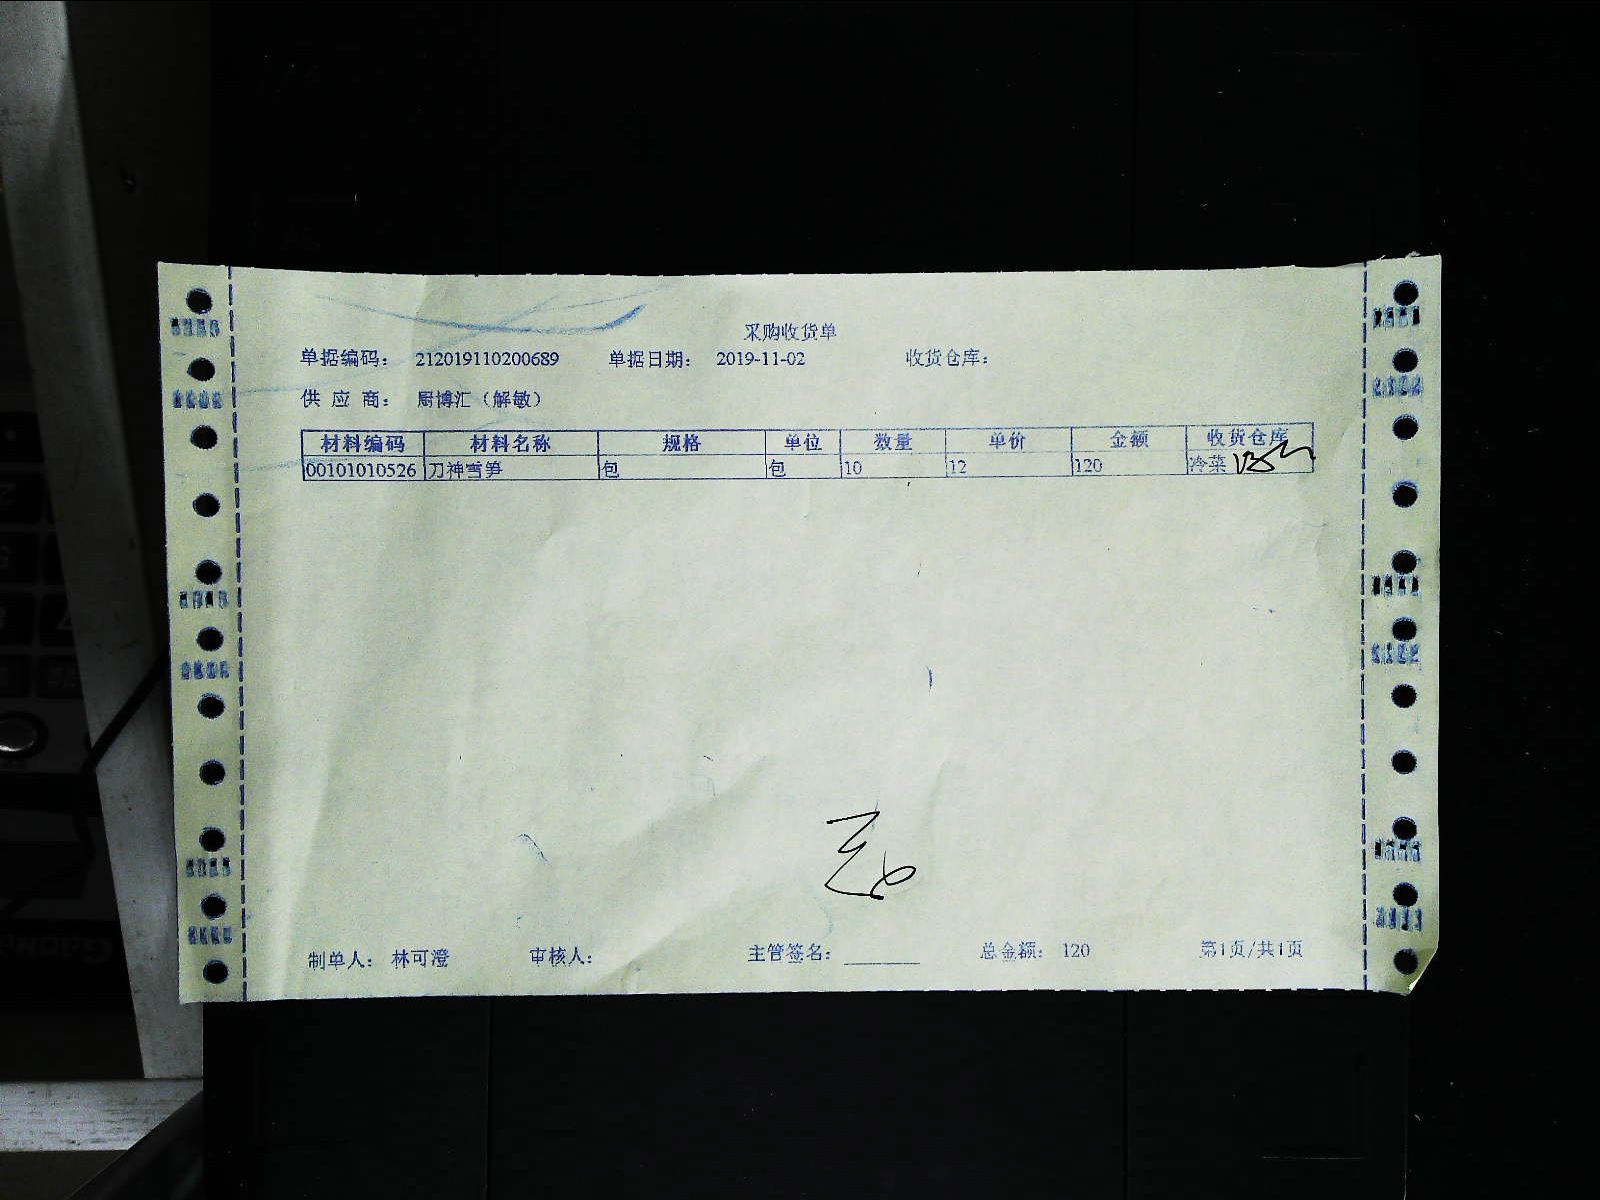 采购收货单
单据编码： 212019110200689 单据日期： 2019-11-02 收货仓库：
供 应 商： 厨博汇（解敏）
材料编码 材料名称 规格 单位 数量 单价 金额 收货仓库
00101010526 刀神雪笋 包 包 10 12 120 冷菜
制单人： 林可澄 审核人： 主管签名： 总金额： 120 第1页/共1页